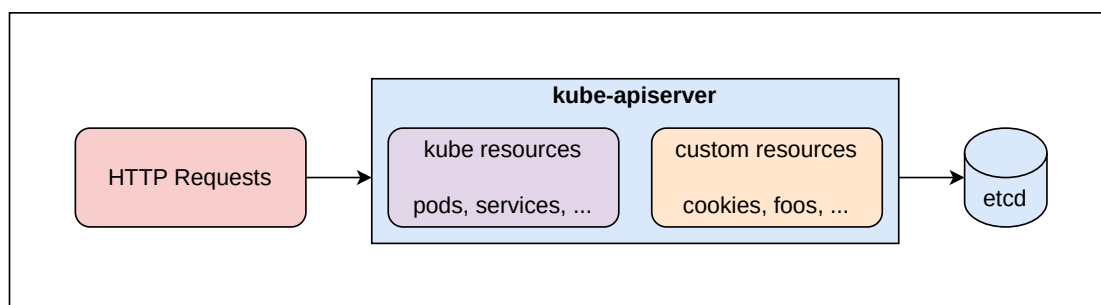 kube-apiserver
HTTP Requests
kube resources
pods, services, ...
custom resources
cookies, foos, ...
etcd